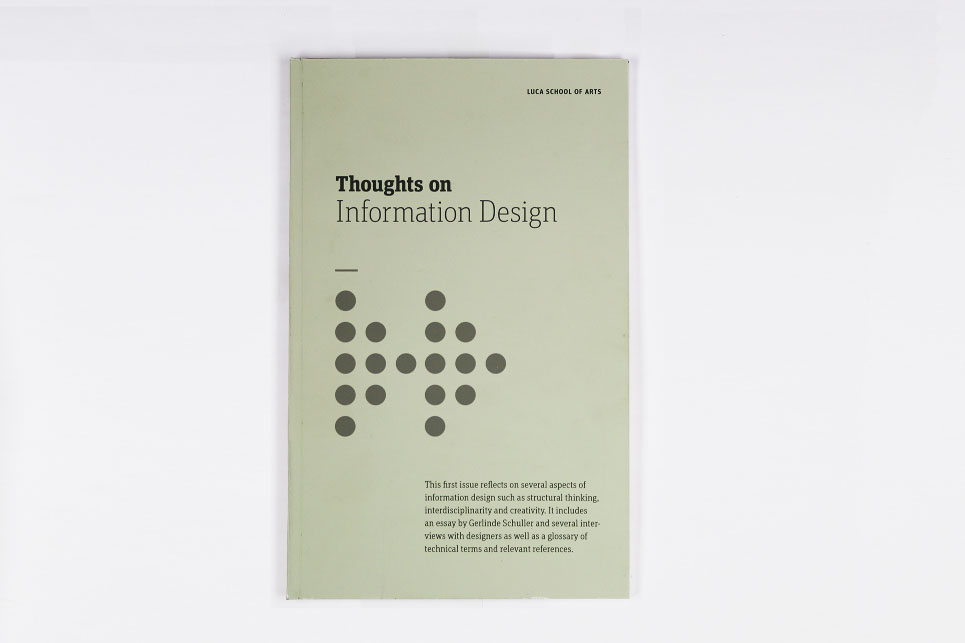 LUCA SCHOOL OF ARTS
Thoughts on
Information Design
This first issue reflects on several aspects of
information design such as structural thinking,
interdisciplinarity and creativity. It includes
an essay by Gerlinde Schuller and several inter-
views with designers as well as a glossary of
technical terms and relevant references.